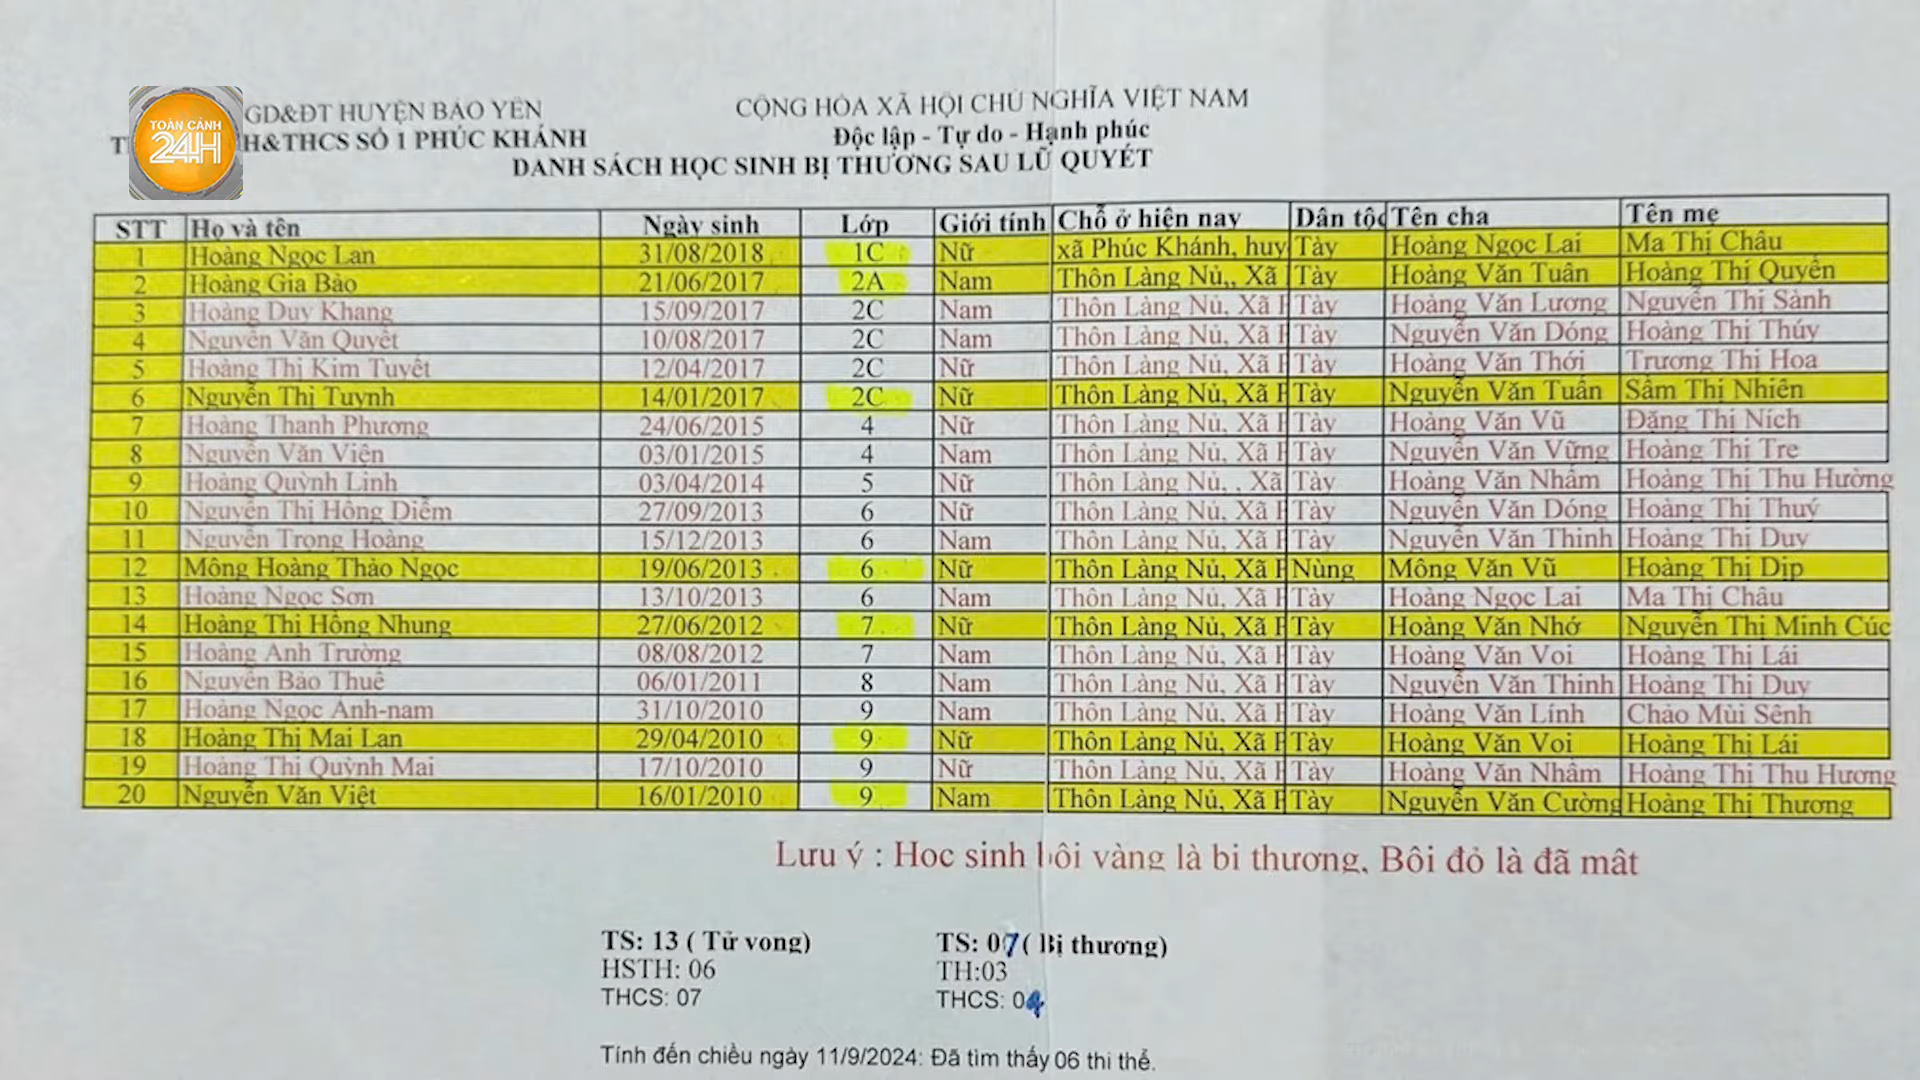 TOÀN CẢNH
24H
GD&ĐT HUYỆN BẢO YÊN
CỘNG HÒA XÃ HỘI CHỦ NGHĨA VIỆT NAM
H&THCS SỐ 1 PHÚC KHÁNH
Độc lập - Tự do - Hạnh phúc
DANH SÁCH HỌC SINH BỊ THƯƠNG SAU LŨ QUYÉT
STT Họ và tên Ngày sinh Lớp Giới tính Chỗ ở hiện nay Dân tộc Tên cha Tên mẹ
1 Hoàng Ngọc Lan 31/08/2018 1C Nữ xã Phúc Khánh, huy Tày Hoàng Ngọc Lai Ma Thị Châu
2 Hoàng Gia Bảo 21/06/2017 2A Nam Thôn Làng Nủ,, Xã Tày Hoàng Văn Tuân Hoàng Thị Quyên
3 Hoàng Duy Khang 15/09/2017 2C Nam Thôn Làng Nủ, Xã P Tày Hoàng Văn Lương Nguyễn Thị Sành
4 Nguyễn Văn Quyết 10/08/2017 2C Nam Thôn Làng Nủ, Xã P Tày Nguyễn Văn Dóng Hoàng Thị Thúy
5 Hoàng Thị Kim Tuyết 12/04/2017 2C Nữ Thôn Làng Nủ, Xã P Tày Hoàng Văn Thới Trương Thị Hoa
6 Nguyễn Thị Tuynh 14/01/2017 2C Nữ Thôn Làng Nủ, Xã P Tày Nguyễn Văn Tuấn Sầm Thị Nhiên
7 Hoàng Thanh Phương 24/06/2015 4 Nữ Thôn Làng Nủ, Xã P Tày Hoàng Văn Vũ Đặng Thị Ních
8 Nguyễn Văn Viện 03/01/2015 4 Nam Thôn Làng Nủ, Xã P Tày Nguyễn Văn Vững Hoàng Thị Tre
9 Hoàng Quỳnh Linh 03/04/2014 5 Nữ Thôn Làng Nủ, , Xã Tày Hoàng Văn Nhầm Hoàng Thị Thu Hường
10 Nguyễn Thị Hồng Diễm 27/09/2013 6 Nữ Thôn Làng Nủ, Xã P Tày Nguyễn Văn Dóng Hoàng Thị Thuý
11 Nguyễn Trọng Hoàng 15/12/2013 6 Nam Thôn Làng Nủ, Xã P Tày Nguyễn Văn Thinh Hoàng Thị Duy
12 Mông Hoàng Thảo Ngọc 19/06/2013 6 Nữ Thôn Làng Nủ, Xã P Nùng Mông Văn Vũ Hoàng Thị Dịp
13 Hoàng Ngọc Sơn 13/10/2013 6 Nam Thôn Làng Nủ, Xã P Tày Hoàng Ngọc Lai Ma Thị Châu
14 Hoàng Thị Hồng Nhung 27/06/2012 7 Nữ Thôn Làng Nủ, Xã P Tày Hoàng Văn Nhớ Nguyễn Thị Minh Cúc
15 Hoàng Anh Trường 08/08/2012 7 Nam Thôn Làng Nủ, Xã P Tày Hoàng Văn Voi Hoàng Thị Lái
16 Nguyễn Bảo Thuế 06/01/2011 8 Nam Thôn Làng Nủ, Xã P Tày Nguyễn Văn Thinh Hoàng Thị Duy
17 Hoàng Ngọc Anh-nam 31/10/2010 9 Nam Thôn Làng Nủ, Xã P Tày Hoàng Văn Lính Chảo Mùi Sênh
18 Hoàng Thị Mai Lan 29/04/2010 9 Nữ Thôn Làng Nủ, Xã P Tày Hoàng Văn Voi Hoàng Thị Lái
19 Hoàng Thị Quỳnh Mai 17/10/2010 9 Nữ Thôn Làng Nủ, Xã P Tày Hoàng Văn Nhầm Hoàng Thị Thu Hương
20 Nguyễn Văn Việt 16/01/2010 9 Nam Thôn Làng Nủ, Xã P Tày Nguyễn Văn Cường Hoàng Thị Thương
Lưu ý : Hoc sinh bôi vàng là bi thương, Bôi đỏ là đã mât
TS: 13 ( Tử vong) TS: 07 ( Bị thương)
HSTH: 06 TH:03
THCS: 07 THCS: 04
Tính đến chiều ngày 11/9/2024: Đã tìm thấy 06 thi thể.